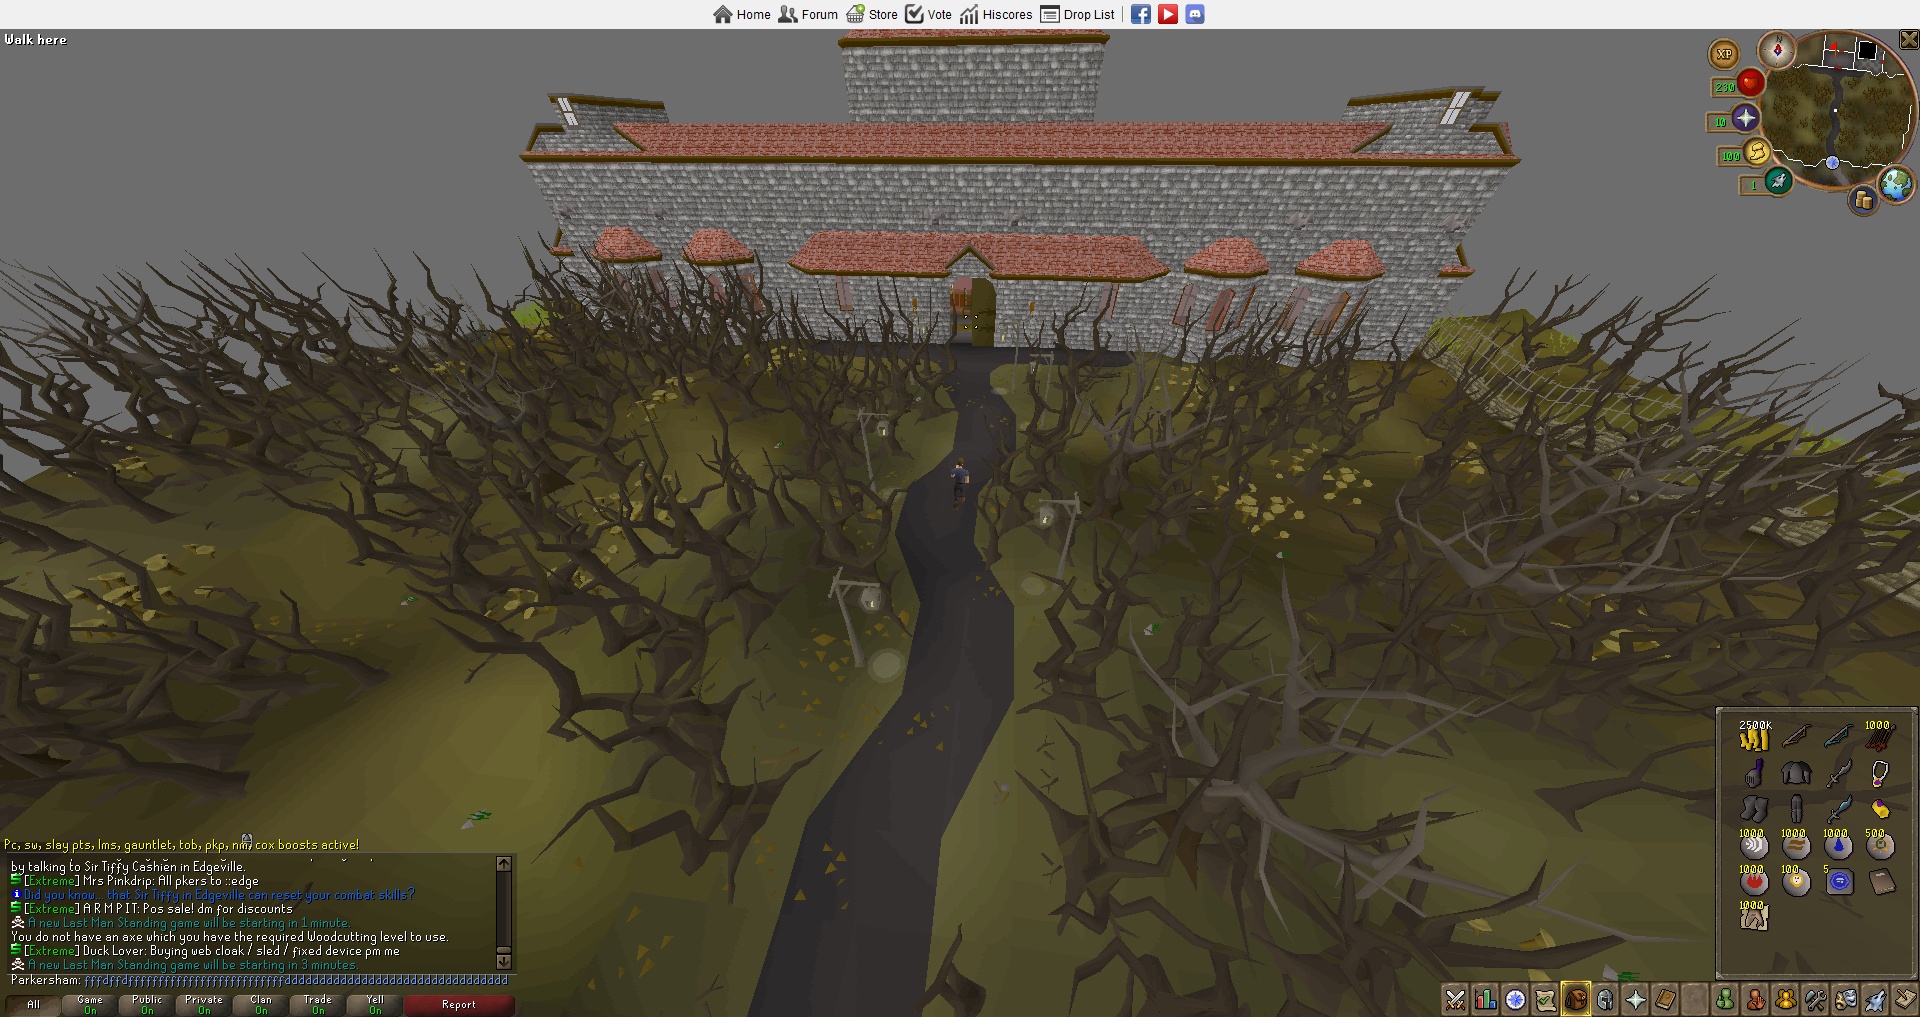 Home Forum Store Vote Hiscores Drop List
Walk here
XP
230
10
100
1
2500K
1000
1000 1000 1000 500
1000 100 5
1000
Pc, sw, slay pts, lms, gauntlet, tob, pkp, nm, cox boosts active!
by talking to Sir Tiffy Cashien in Edgeville.
[Extreme] Mrs Pinkdrip: All pkers to ::edge
Did you know... that Sir Tiffy in Edgeville can reset your combat skills?
[Extreme] A R M P I T: Pos sale! dm for discounts
A new Last Man Standing game will be starting in 1 minute.
You do not have an axe which you have the required Woodcutting level to use.
[Extreme] Duck Lover: Buying web cloak / sled / fixed device pm me
A new Last Man Standing game will be starting in 3 minutes.
Parkersham:
All Game Public Private Clan Trade Yell Report
On On On On On On